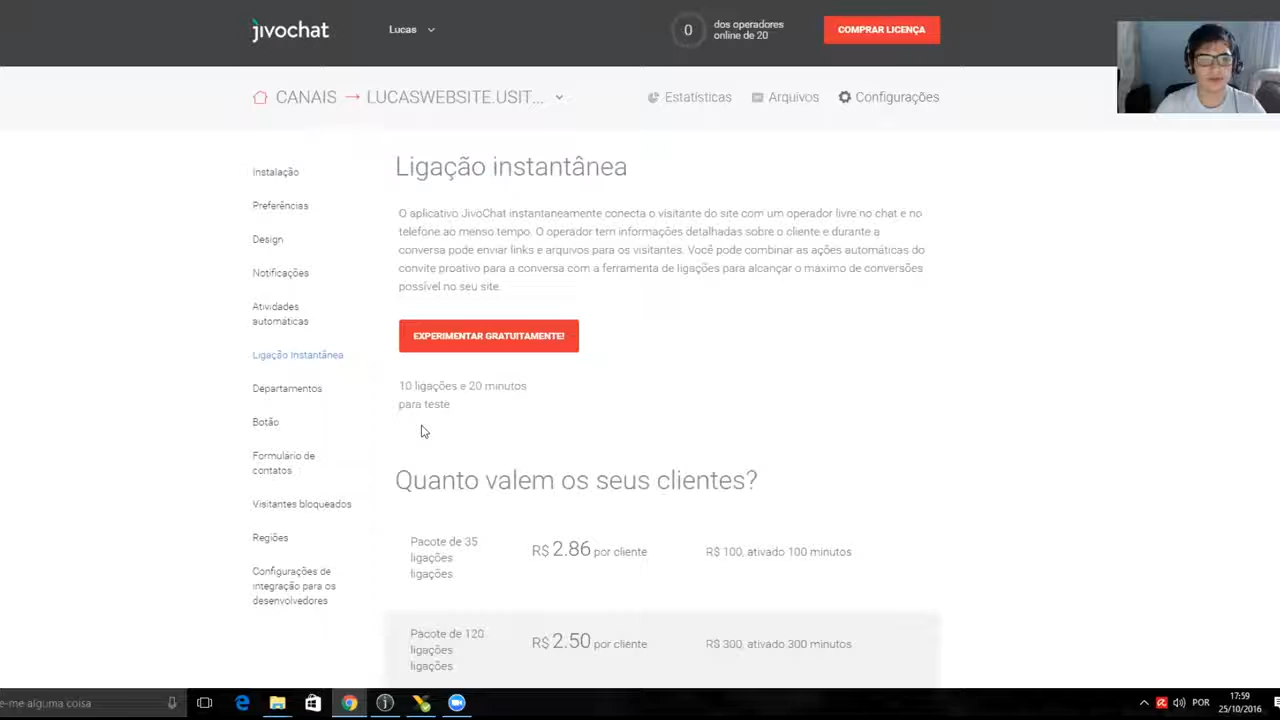 jivochat
Lucas
0
dos operadores
online de 20
COMPRAR LICENÇA
CANAIS → LUCASWEBSITE.USIT...
Estatísticas
Arquivos
Configurações
Instalação
Preferências
Design
Notificações
Atividades
automáticas
Ligação Instantânea
Departamentos
Botão
Formulário de
contatos
Visitantes bloqueados
Regiões
Configurações de
integração para os
desenvolvedores
Ligação instantânea
O aplicativo JivoChat instantaneamente conecta o visitante do site com um operador livre no chat e no
telefone ao menso tempo. O operador tem informações detalhadas sobre o cliente e durante a
conversa pode enviar links e arquivos para os visitantes. Você pode combinar as ações automáticas do
convite proativo para a conversa com a ferramenta de ligações para alcançar o maximo de conversões
possível no seu site.
EXPERIMENTAR GRATUITAMENTE!
10 ligações e 20 minutos
para teste
Quanto valem os seus clientes?
Pacote de 35
ligações
ligações
R$ 2.86 por cliente
R$ 100, ativado 100 minutos
Pacote de 120
ligações
ligações
R$ 2.50 por cliente
R$ 300, ativado 300 minutos
e-me alguma coisa
POR
17:59
25/10/2016